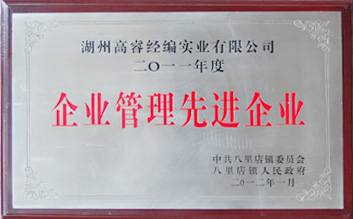 湖州高睿经编实业有限公司
二〇一一年度
企业管理先进企业
中共八里店镇委员会
八里店镇人民政府
二〇一二年一月